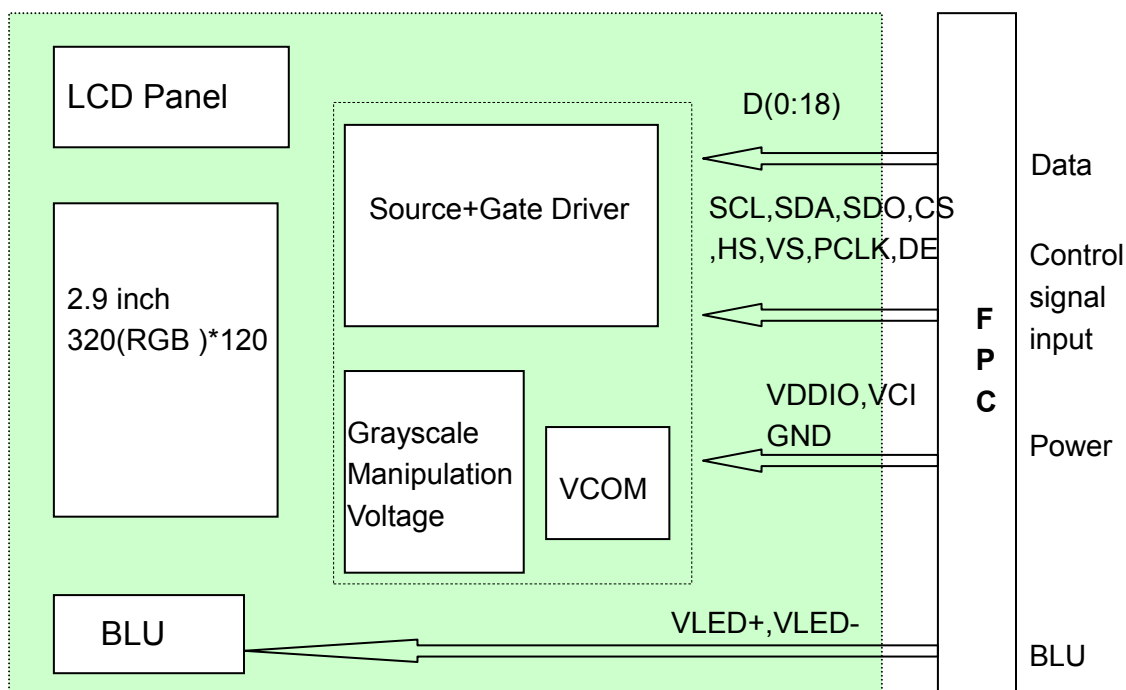 LCD Panel
2.9 inch
320(RGB )*120
Source+Gate Driver
Grayscale
Manipulation
Voltage
VCOM
BLU
D(0:18)
SCL,SDA,SDO,CS
,HS,VS,PCLK,DE
VDDIO,VCI
GND
VLED+,VLED-
F
P
C
Data
Control
signal
input
Power
BLU